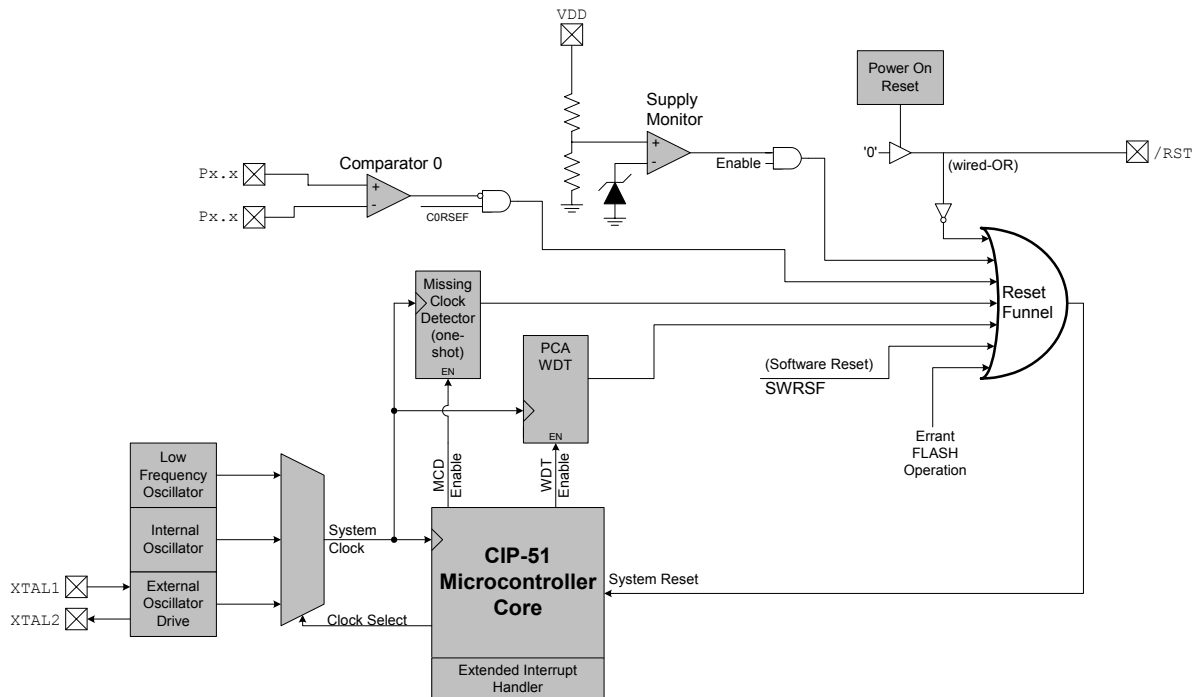 VDD
Power On
Reset
Supply
Monitor
+
-
Enable
'0'
(wired-OR)
/RST
Comparator 0
Px.x
Px.x
+
-
C0RSEF
Missing
Clock
Detector
(one-
shot)
EN
PCA
WDT
EN
Reset
Funnel
(Software Reset)
SWRSF
Errant
FLASH
Operation
MCD
Enable
WDT
Enable
Low
Frequency
Oscillator
Internal
Oscillator
External
Oscillator
Drive
XTAL1
XTAL2
System
Clock
Clock Select
CIP-51
Microcontroller
Core
System Reset
Extended Interrupt
Handler